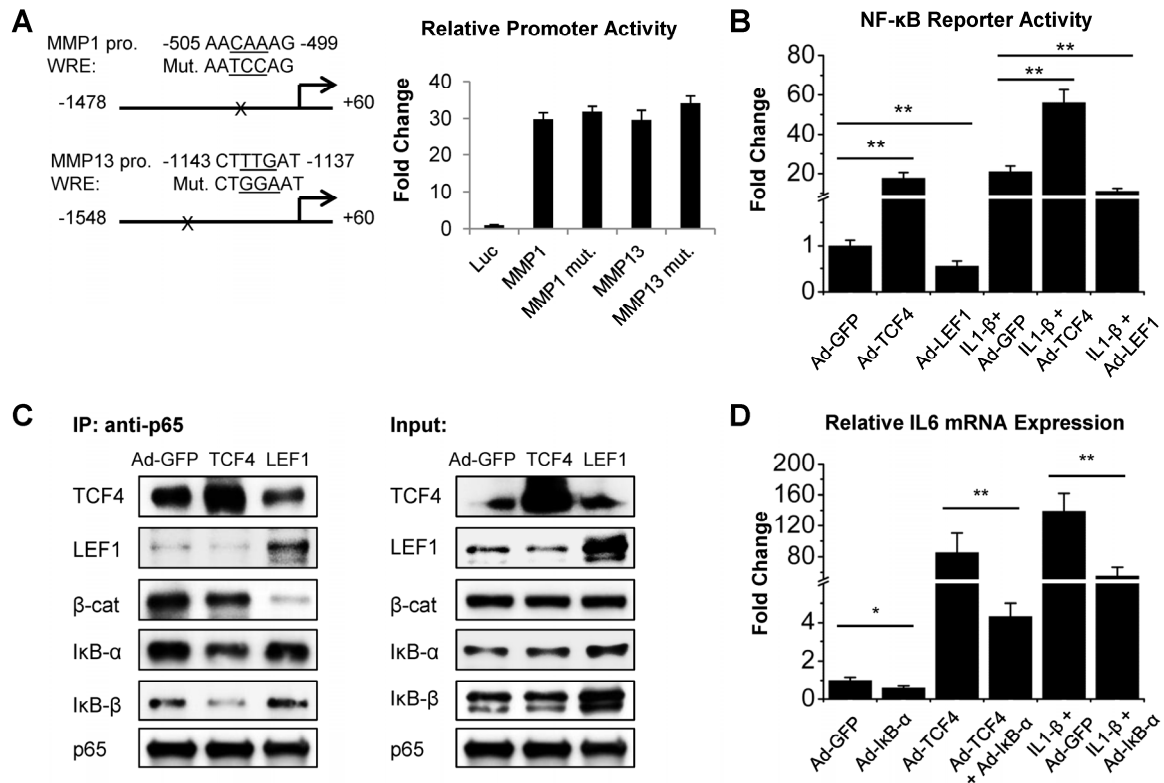 A
MMP1 pro. -505 AACAAAG -499
WRE: Mut. AATCCAG
-1478 X +60
MMP13 pro. -1143 CTTTGAT -1137
WRE: Mut. CTGGAAT
-1548 X +60
Relative Promoter Activity
Fold Change
40
30
20
10
0
Luc
MMP1
MMP1 mut.
MMP13
MMP13 mut.
B
NF-κB Reporter Activity
Fold Change
80
60
40
20
1
0
**
**
**
**
Ad-GFP
Ad-TCF4
Ad-LEF1
IL1-β+
Ad-GFP
IL1-β +
Ad-TCF4
IL1-β +
Ad-LEF1
C
IP: anti-p65
Ad-GFP TCF4 LEF1
TCF4
LEF1
β-cat
IκB-α
IκB-β
p65
Input:
Ad-GFP TCF4 LEF1
TCF4
LEF1
β-cat
IκB-α
IκB-β
p65
D
Relative IL6 mRNA Expression
Fold Change
200
160
120
80
4
2
0
*
**
**
Ad-GFP
Ad-IκB-α
Ad-TCF4
Ad-TCF4
+ Ad-IκB-α
IL1-β +
Ad-GFP
IL1-β +
Ad-IκB-α